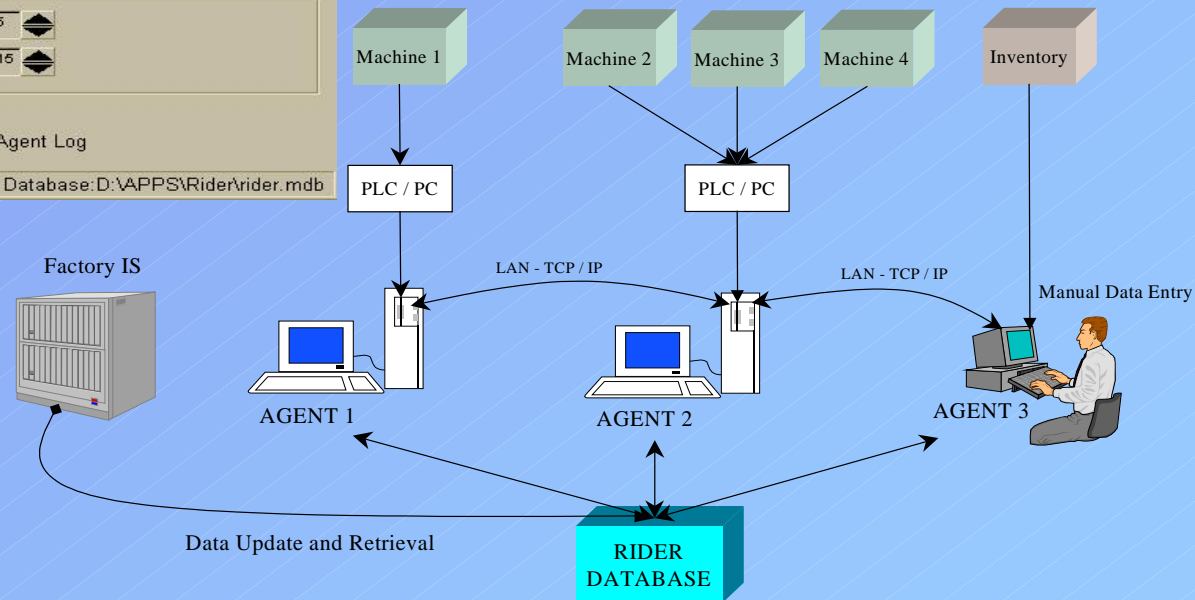 15
Agent Log
Database:D:\APPS\Rider\rider.mdb
Machine 1
Machine 2
Machine 3
Machine 4
Inventory
PLC / PC
PLC / PC
Factory IS
LAN - TCP / IP
LAN - TCP / IP
Manual Data Entry
AGENT 1
AGENT 2
AGENT 3
Data Update and Retrieval
RIDER
DATABASE